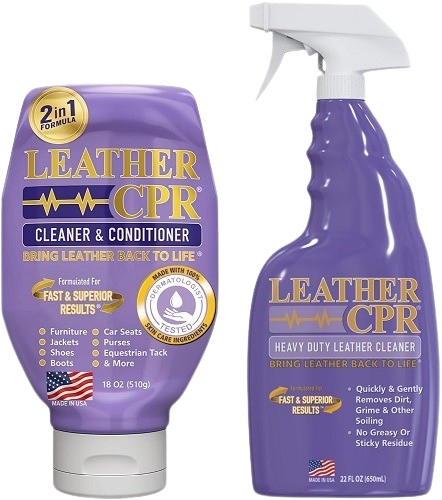 2 in 1
FORMULA
LEATHER
CPR®
CLEANER & CONDITIONER
BRING LEATHER BACK TO LIFE®
Formulated For
FAST & SUPERIOR
RESULTS®
MADE WITH 100%
DERMATOLOGIST
TESTED
SKIN CARE INGREDIENTS
• Furniture
• Jackets
• Shoes
• Boots
• Car Seats
• Purses
• Equestrian Tack
• & More
MADE IN USA
18 OZ (510g)
LEATHER
CPR®
HEAVY DUTY LEATHER CLEANER
BRING LEATHER BACK TO LIFE®
Formulated For
FAST & SUPERIOR
RESULTS®
• Quickly & Gently
Removes Dirt,
Grime & Other
Soiling
• No Greasy Or
Sticky Residue
MADE IN USA
22 FL OZ (650mL)